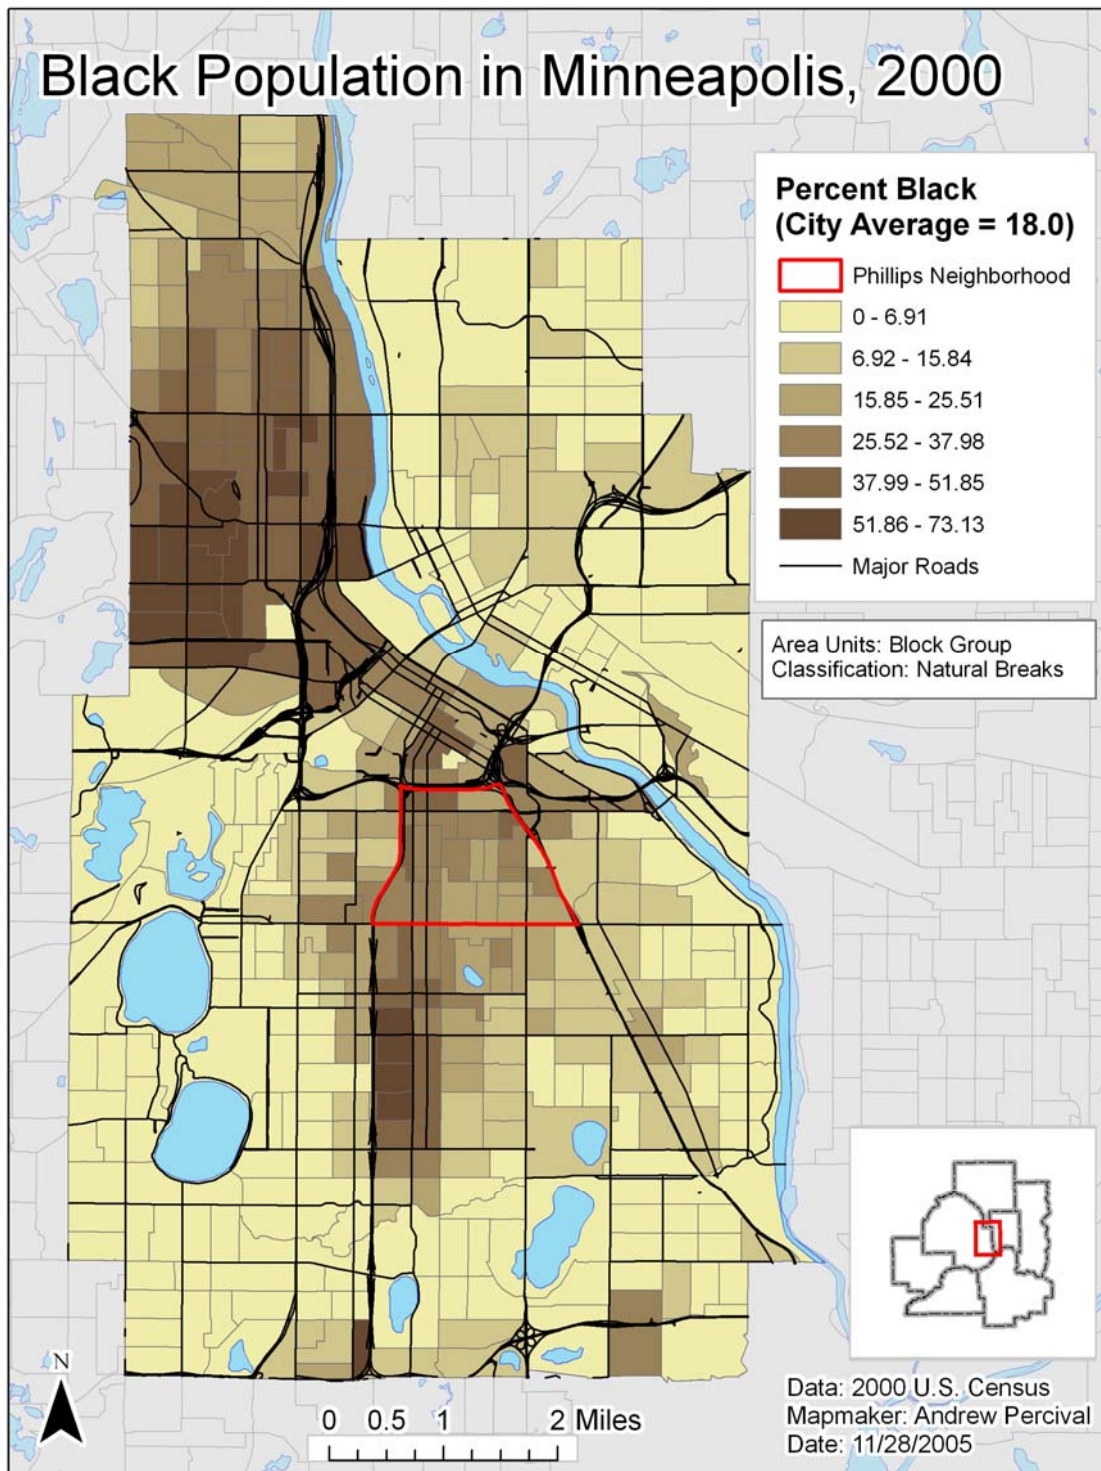 Black Population in Minneapolis, 2000
Percent Black
(City Average = 18.0)
Phillips Neighborhood
0 - 6.91
6.92 - 15.84
15.85 - 25.51
25.52 - 37.98
37.99 - 51.85
51.86 - 73.13
Major Roads
Area Units: Block Group
Classification: Natural Breaks
N
0 0.5 1 2 Miles
Data: 2000 U.S. Census
Mapmaker: Andrew Percival
Date: 11/28/2005